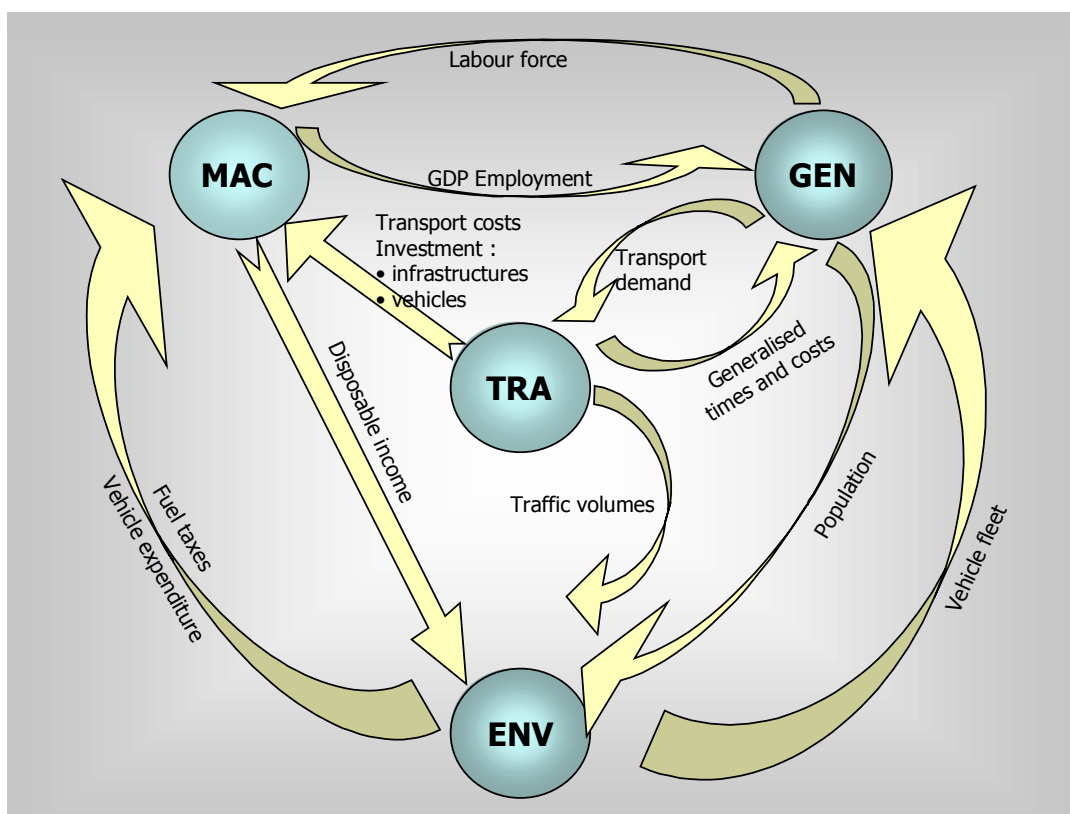 Labour force
MAC
GEN
GDP Employment
Transport costs
Investment :
• infrastructures
• vehicles
Transport
demand
Generalised
times and costs
TRA
Disposable income
Traffic volumes
Population
Fuel taxes
Vehicle expenditure
Vehicle fleet
ENV